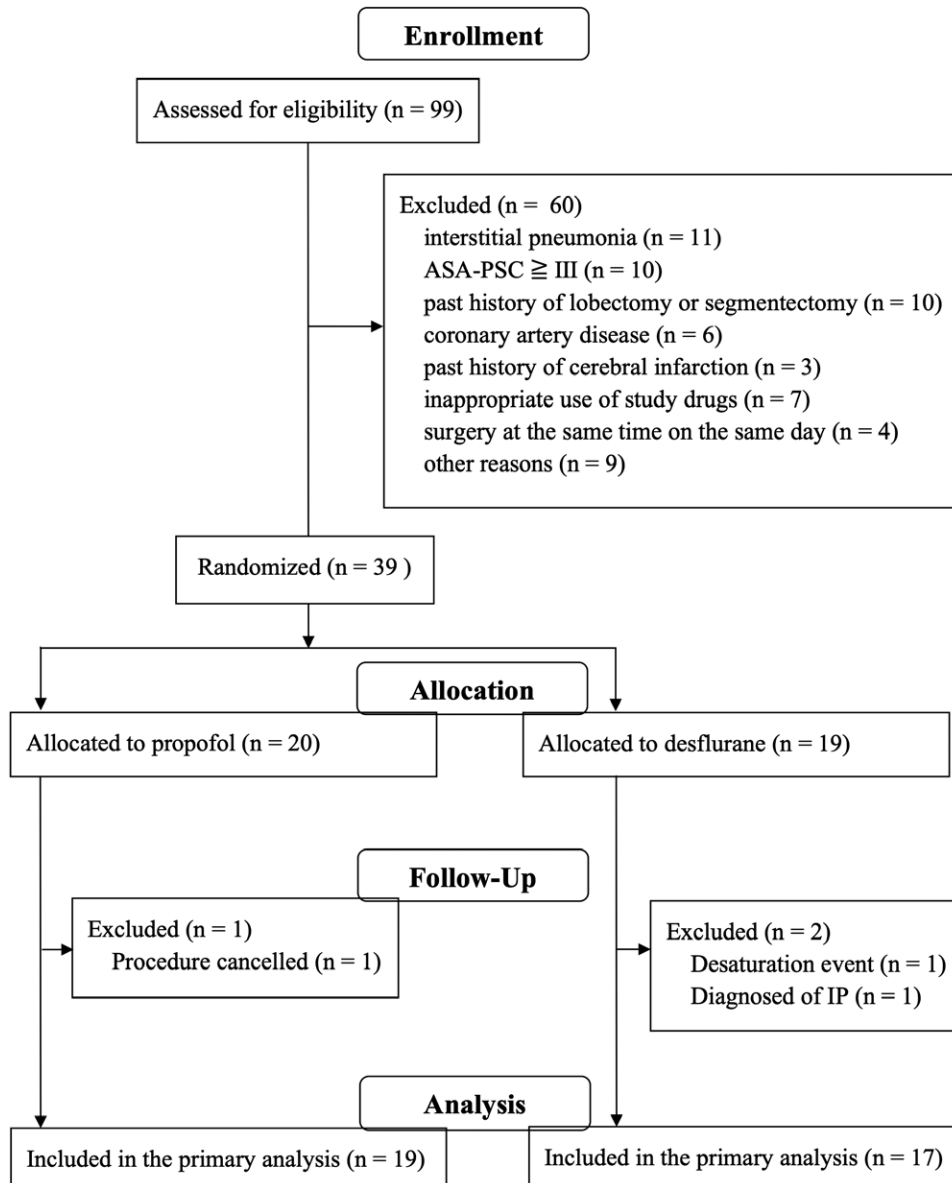 Enrollment
Assessed for eligibility (n = 99)
Excluded (n = 60)
interstitial pneumonia (n = 11)
ASA-PSC ≧ III (n = 10)
past history of lobectomy or segmentectomy (n = 10)
coronary artery disease (n = 6)
past history of cerebral infarction (n = 3)
inappropriate use of study drugs (n = 7)
surgery at the same time on the same day (n = 4)
other reasons (n = 9)
Randomized (n = 39 )
Allocation
Allocated to propofol (n = 20)
Allocated to desflurane (n = 19)
Follow-Up
Excluded (n = 1)
Procedure cancelled (n = 1)
Excluded (n = 2)
Desaturation event (n = 1)
Diagnosed of IP (n = 1)
Analysis
Included in the primary analysis (n = 19)
Included in the primary analysis (n = 17)